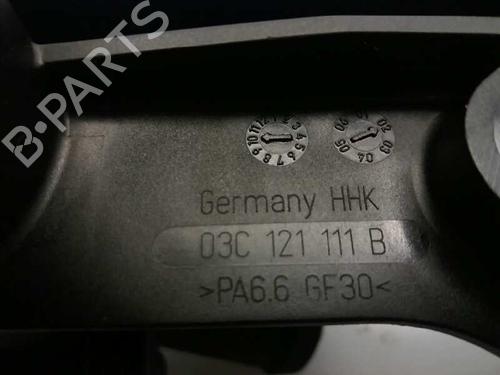 B-PARTS
Germany HHK
03C 121 111 B
>PA6.6 GF30<